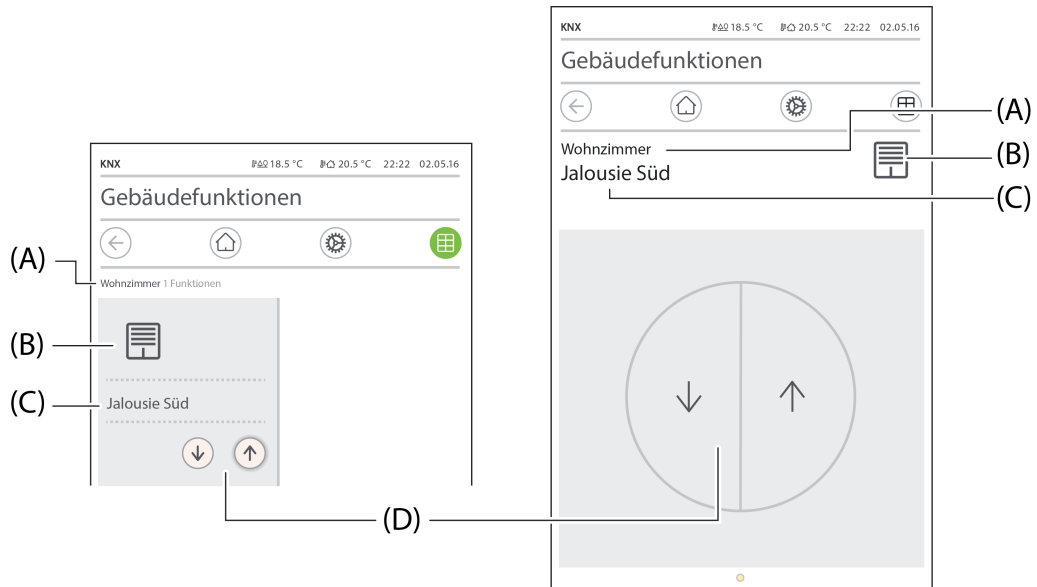 KNX 18.5 °C 20.5 °C 22:22 02.05.16
Gebäudefunktionen
(A)
Wohnzimmer 1 Funktionen
(B)
(C)
Jalousie Süd
(D)
KNX 18.5 °C 20.5 °C 22:22 02.05.16
Gebäudefunktionen
(A)
Wohnzimmer
(B)
Jalousie Süd
(C)